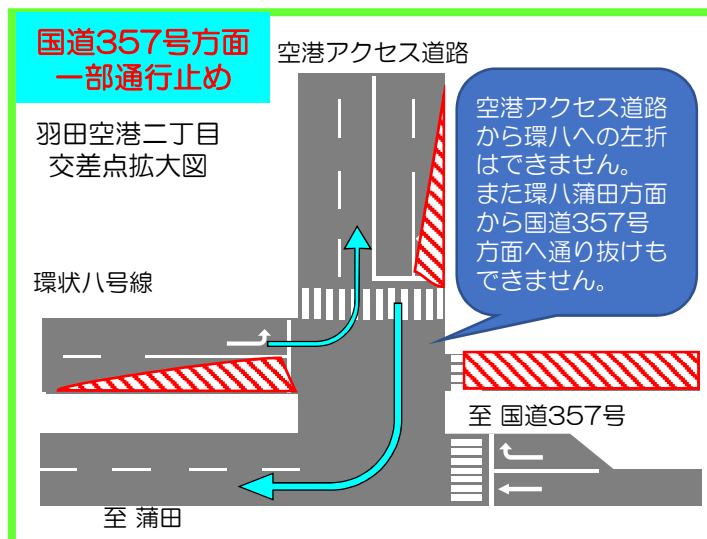 国道357号方面
一部通行止め
空港アクセス道路
羽田空港二丁目
交差点拡大図
空港アクセス道路
から環八への左折
はできません。
また環八蒲田方面
から国道357号
方面へ通り抜けも
できません。
環状八号線
至 国道357号
至 蒲田